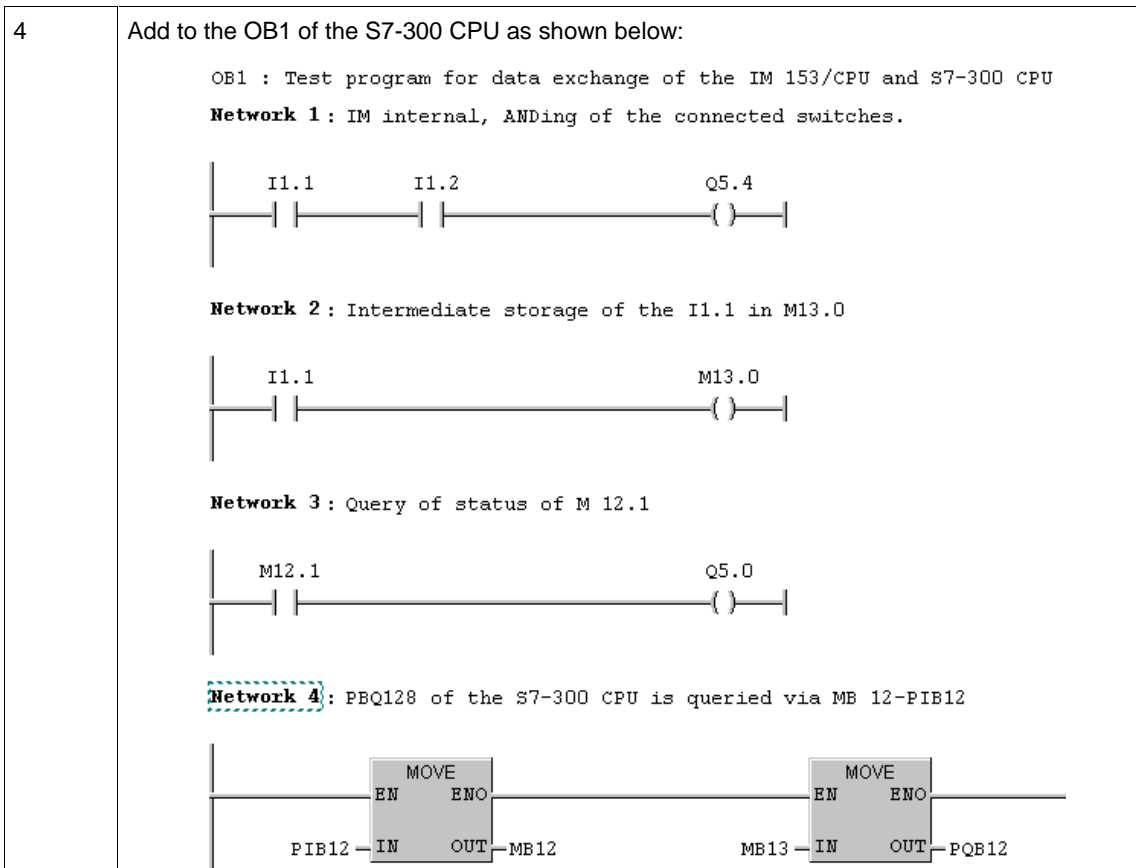 4
Add to the OB1 of the S7-300 CPU as shown below:
OB1 : Test program for data exchange of the IM 153/CPU and S7-300 CPU
Network 1 : IM internal, ANDing of the connected switches.
I1.1 I1.2 Q5.4
Network 2 : Intermediate storage of the I1.1 in M13.0
I1.1 M13.0
Network 3 : Query of status of M 12.1
M12.1 Q5.0
Network 4 : PBQ128 of the S7-300 CPU is queried via MB 12-PIB12
MOVE MOVE
EN ENO EN ENO
PIB12 IN OUT MB12 MB13 IN OUT PQB12